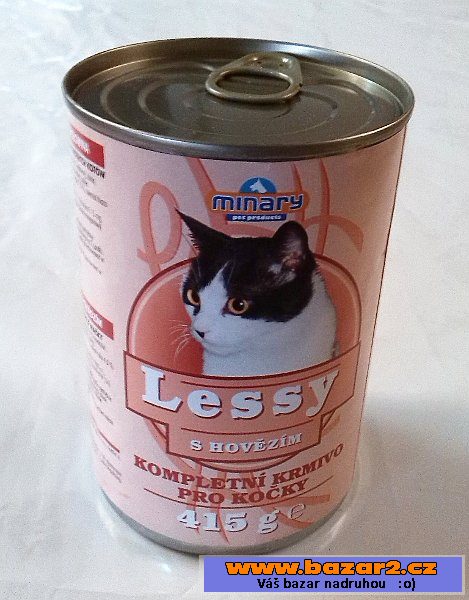 minary
pet products
Lessy
S HOVĚZÍM
KOMPLETNÍ KRMIVO
PRO KOČKY
415 g e
www.bazar2.cz
Váš bazar nadruhou :o)